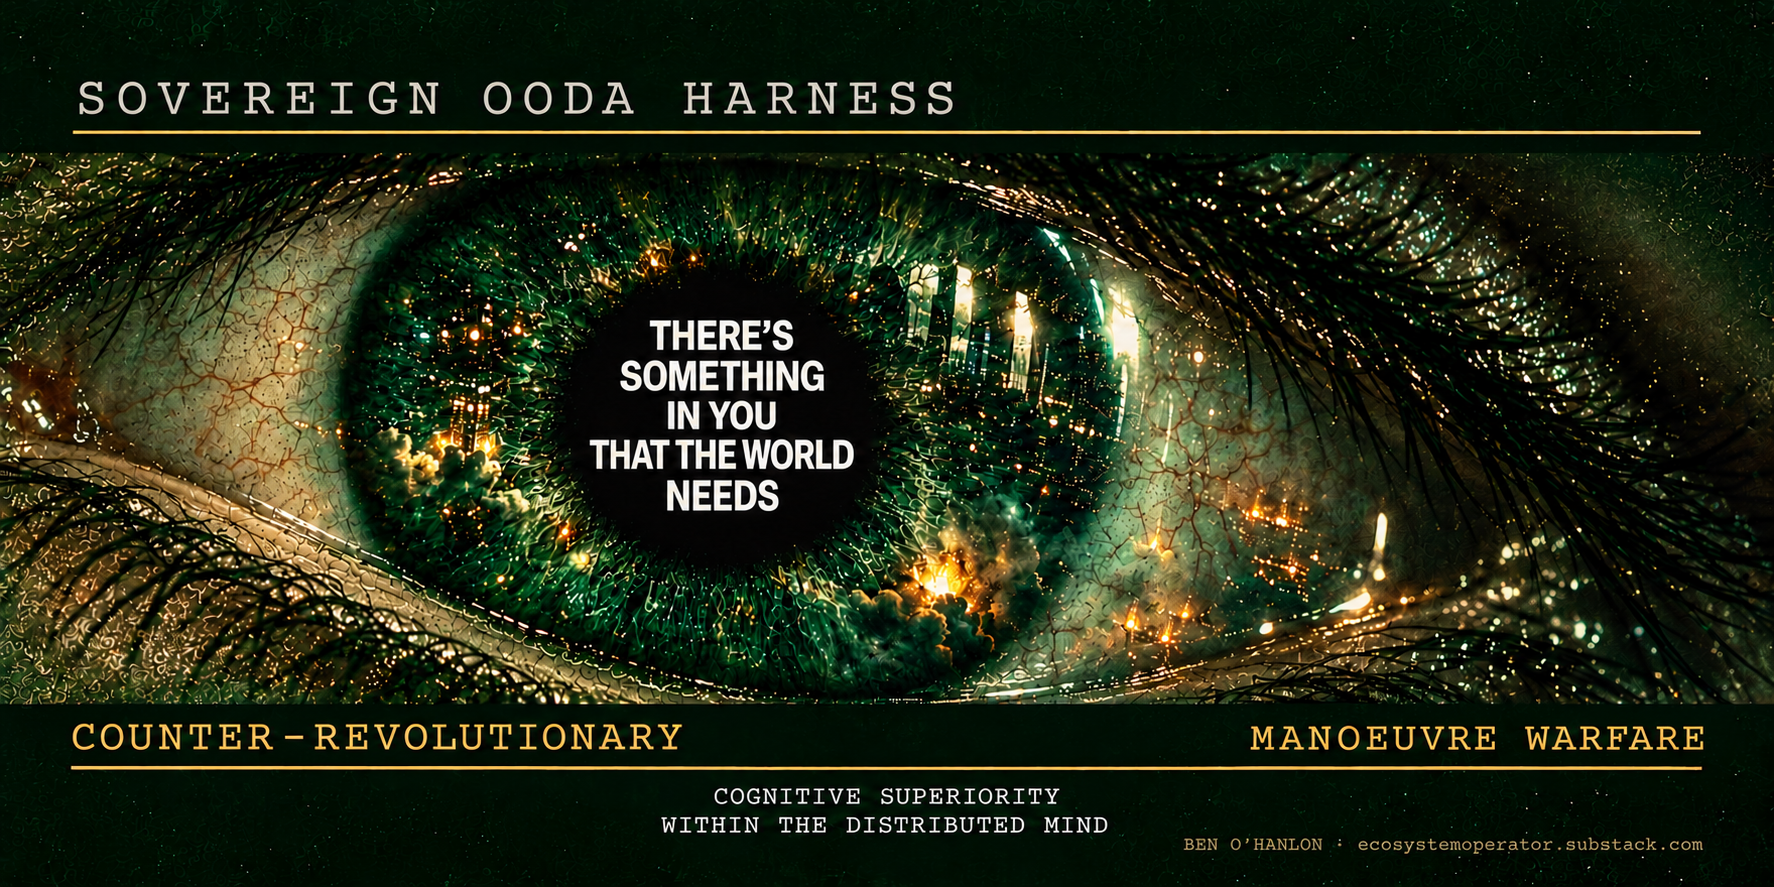 SOVEREIGN OODA HARNESS
THERE’S
SOMETHING
IN YOU
THAT THE WORLD
NEEDS
COUNTER-REVOLUTIONARY
MANOEUVRE WARFARE
COGNITIVE SUPERIORITY
WITHIN THE DISTRIBUTED MIND
BEN O’HANLON : ecosystemoperator.substack.com